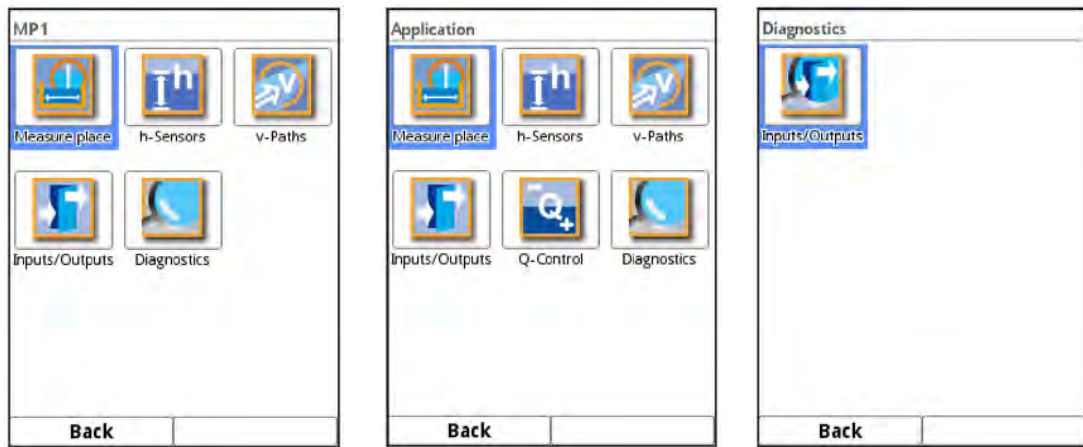 MP1
Measure place
h
h-Sensors
v
v-Paths
Inputs/Outputs
Diagnostics
Back
Application
Measure place
h
h-Sensors
v
v-Paths
Inputs/Outputs
- Q +
Q-Control
Diagnostics
Back
Diagnostics
Inputs/Outputs
Back